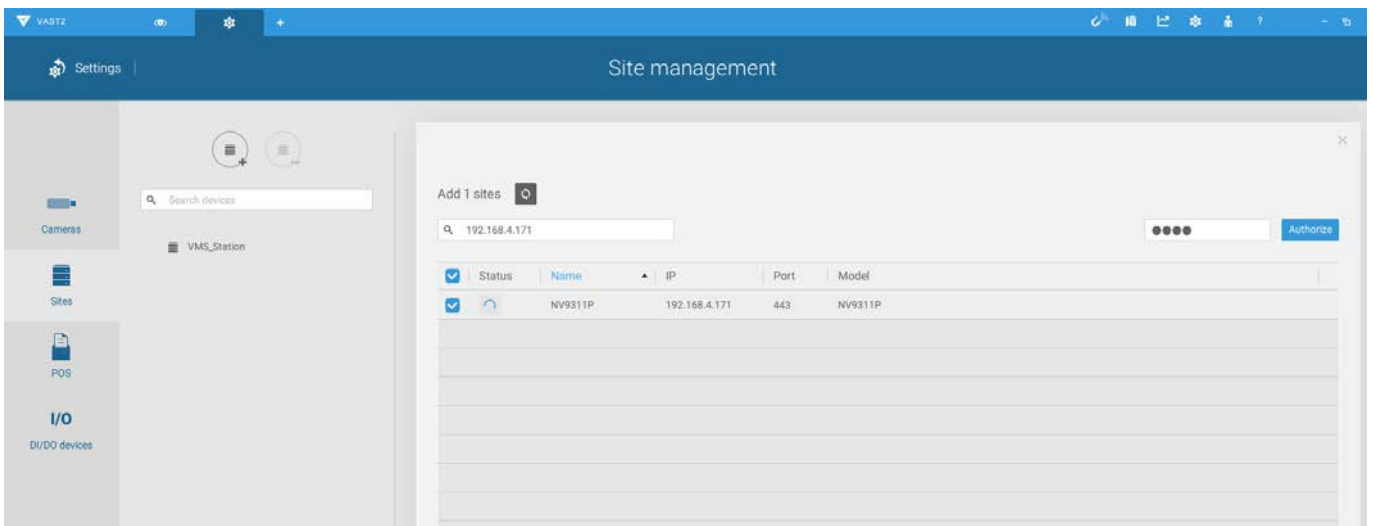 VAST2
?
Settings
Site management
Search devices
VMS_Station
Cameras
Sites
POS
I/O
DI/DO devices
Add 1 sites
192.168.4.171
Authorize
Status Name IP Port Model
NV9311P 192.168.4.171 443 NV9311P